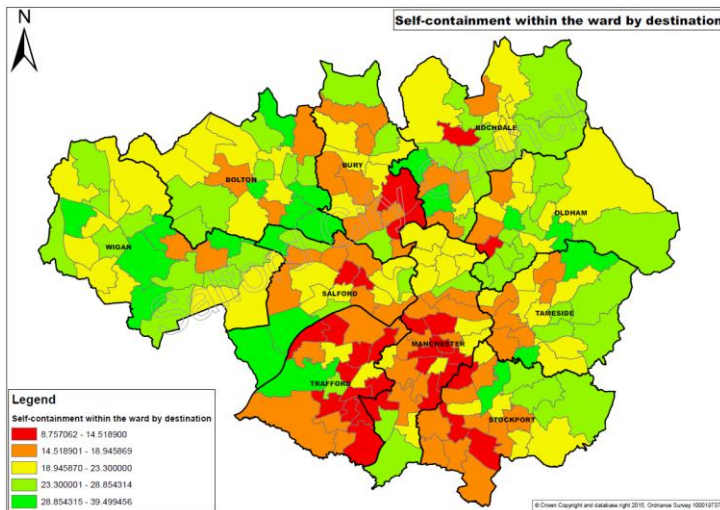 N
Self-containment within the ward by destination
ROCHDALE
BURY
BOLTON
OLDHAM
WIGAN
SALFORD
TAMESIDE
MANCHESTER
TRAFFORD
STOCKPORT
Legend
Self-containment within the ward by destination
8.757062 - 14.518900
14.518901 - 18.945869
18.945870 - 23.300000
23.300001 - 28.854314
28.854315 - 39.499456
© Crown Copyright and database right 2015. Ordnance Survey 100019737